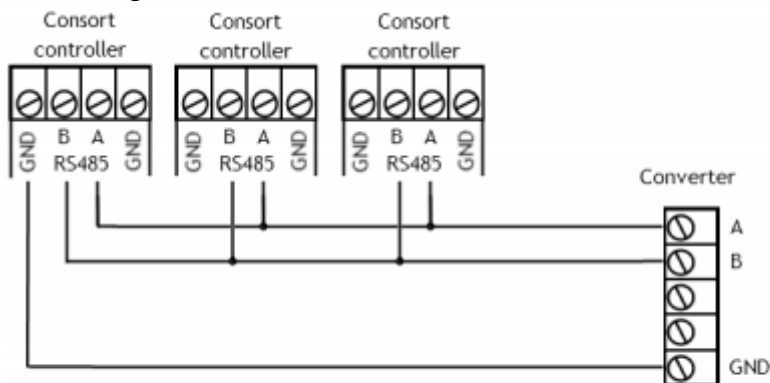 Consort
controller
Consort
controller
Consort
controller
GND
B A
RS485
GND
GND
B A
RS485
GND
GND
B A
RS485
GND
Converter
A
B
GND